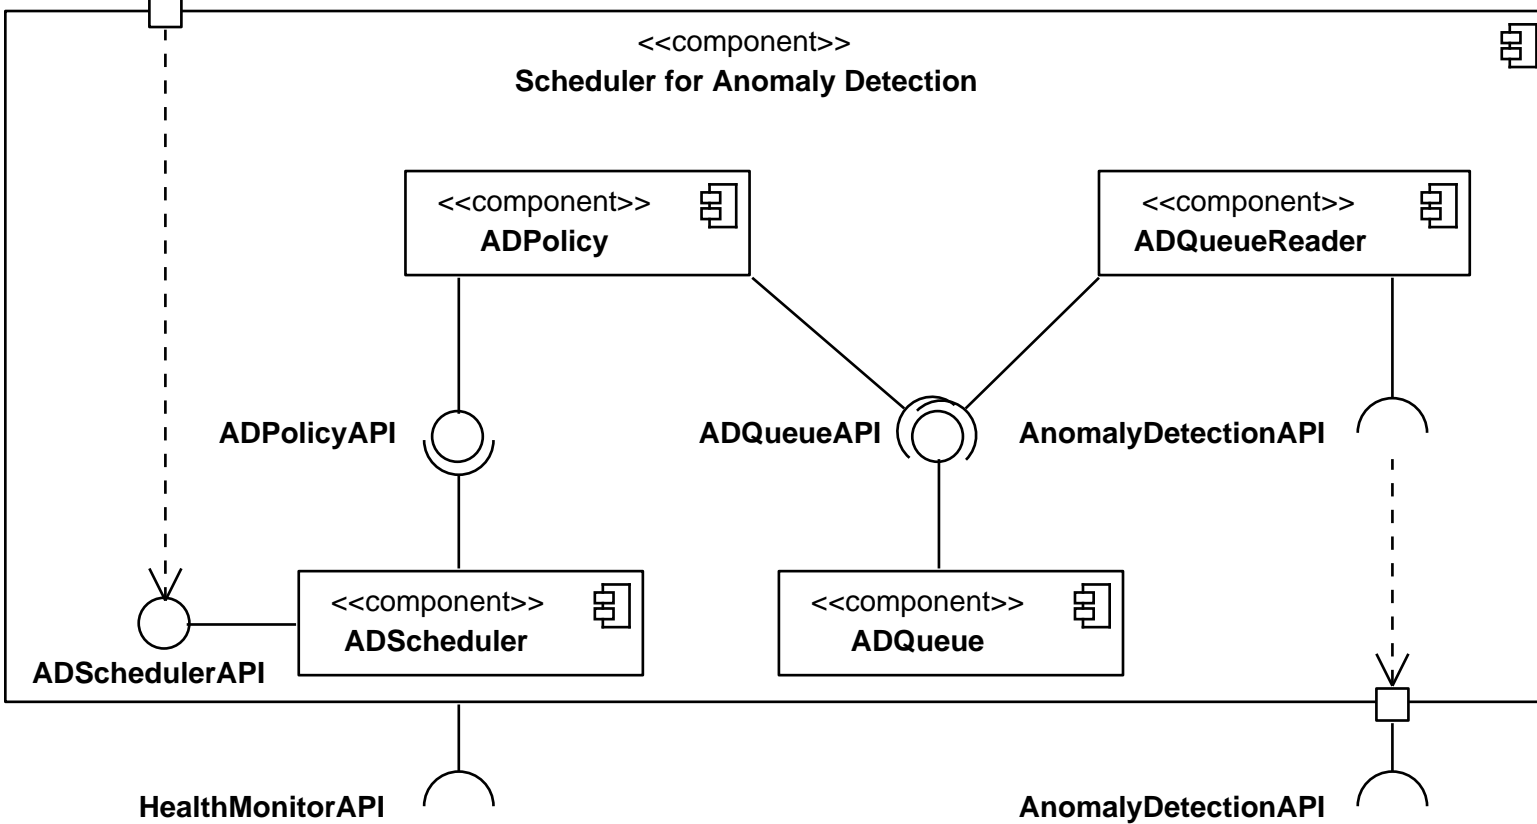 <<component>>
Scheduler for Anomaly Detection
<<component>>
ADPolicy
<<component>>
ADQueueReader
ADPolicyAPI
ADQueueAPI
AnomalyDetectionAPI
<<component>>
ADScheduler
<<component>>
ADQueue
ADSchedulerAPI
HealthMonitorAPI
AnomalyDetectionAPI